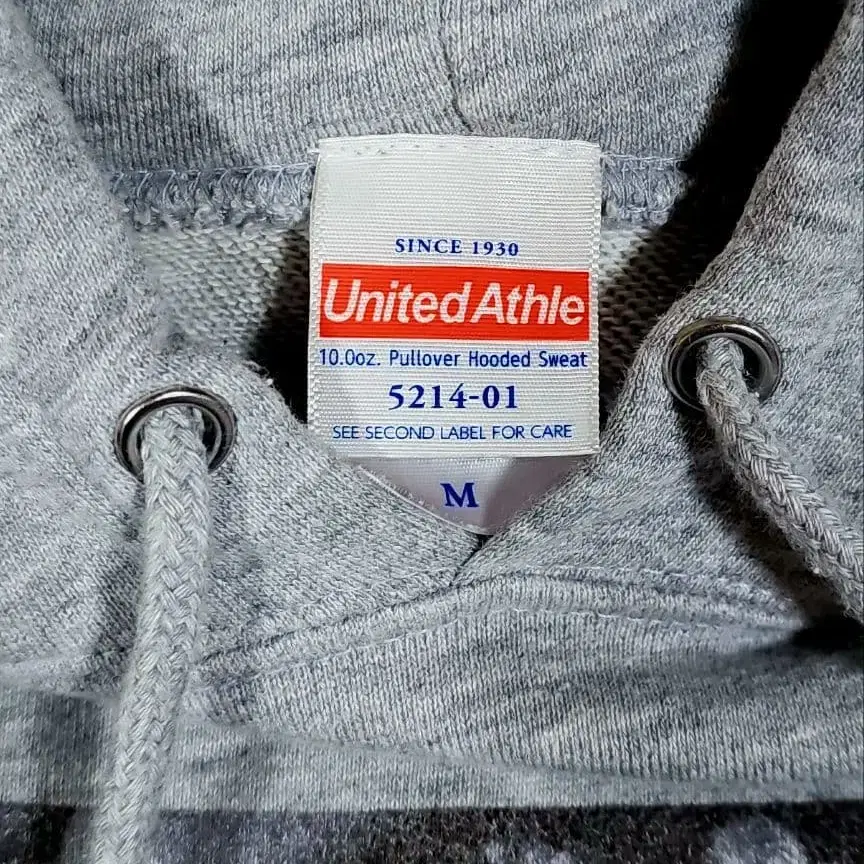 SINCE 1930
United Athle
10.0oz. Pullover Hooded Sweat
5214-01
SEE SECOND LABEL FOR CARE
M